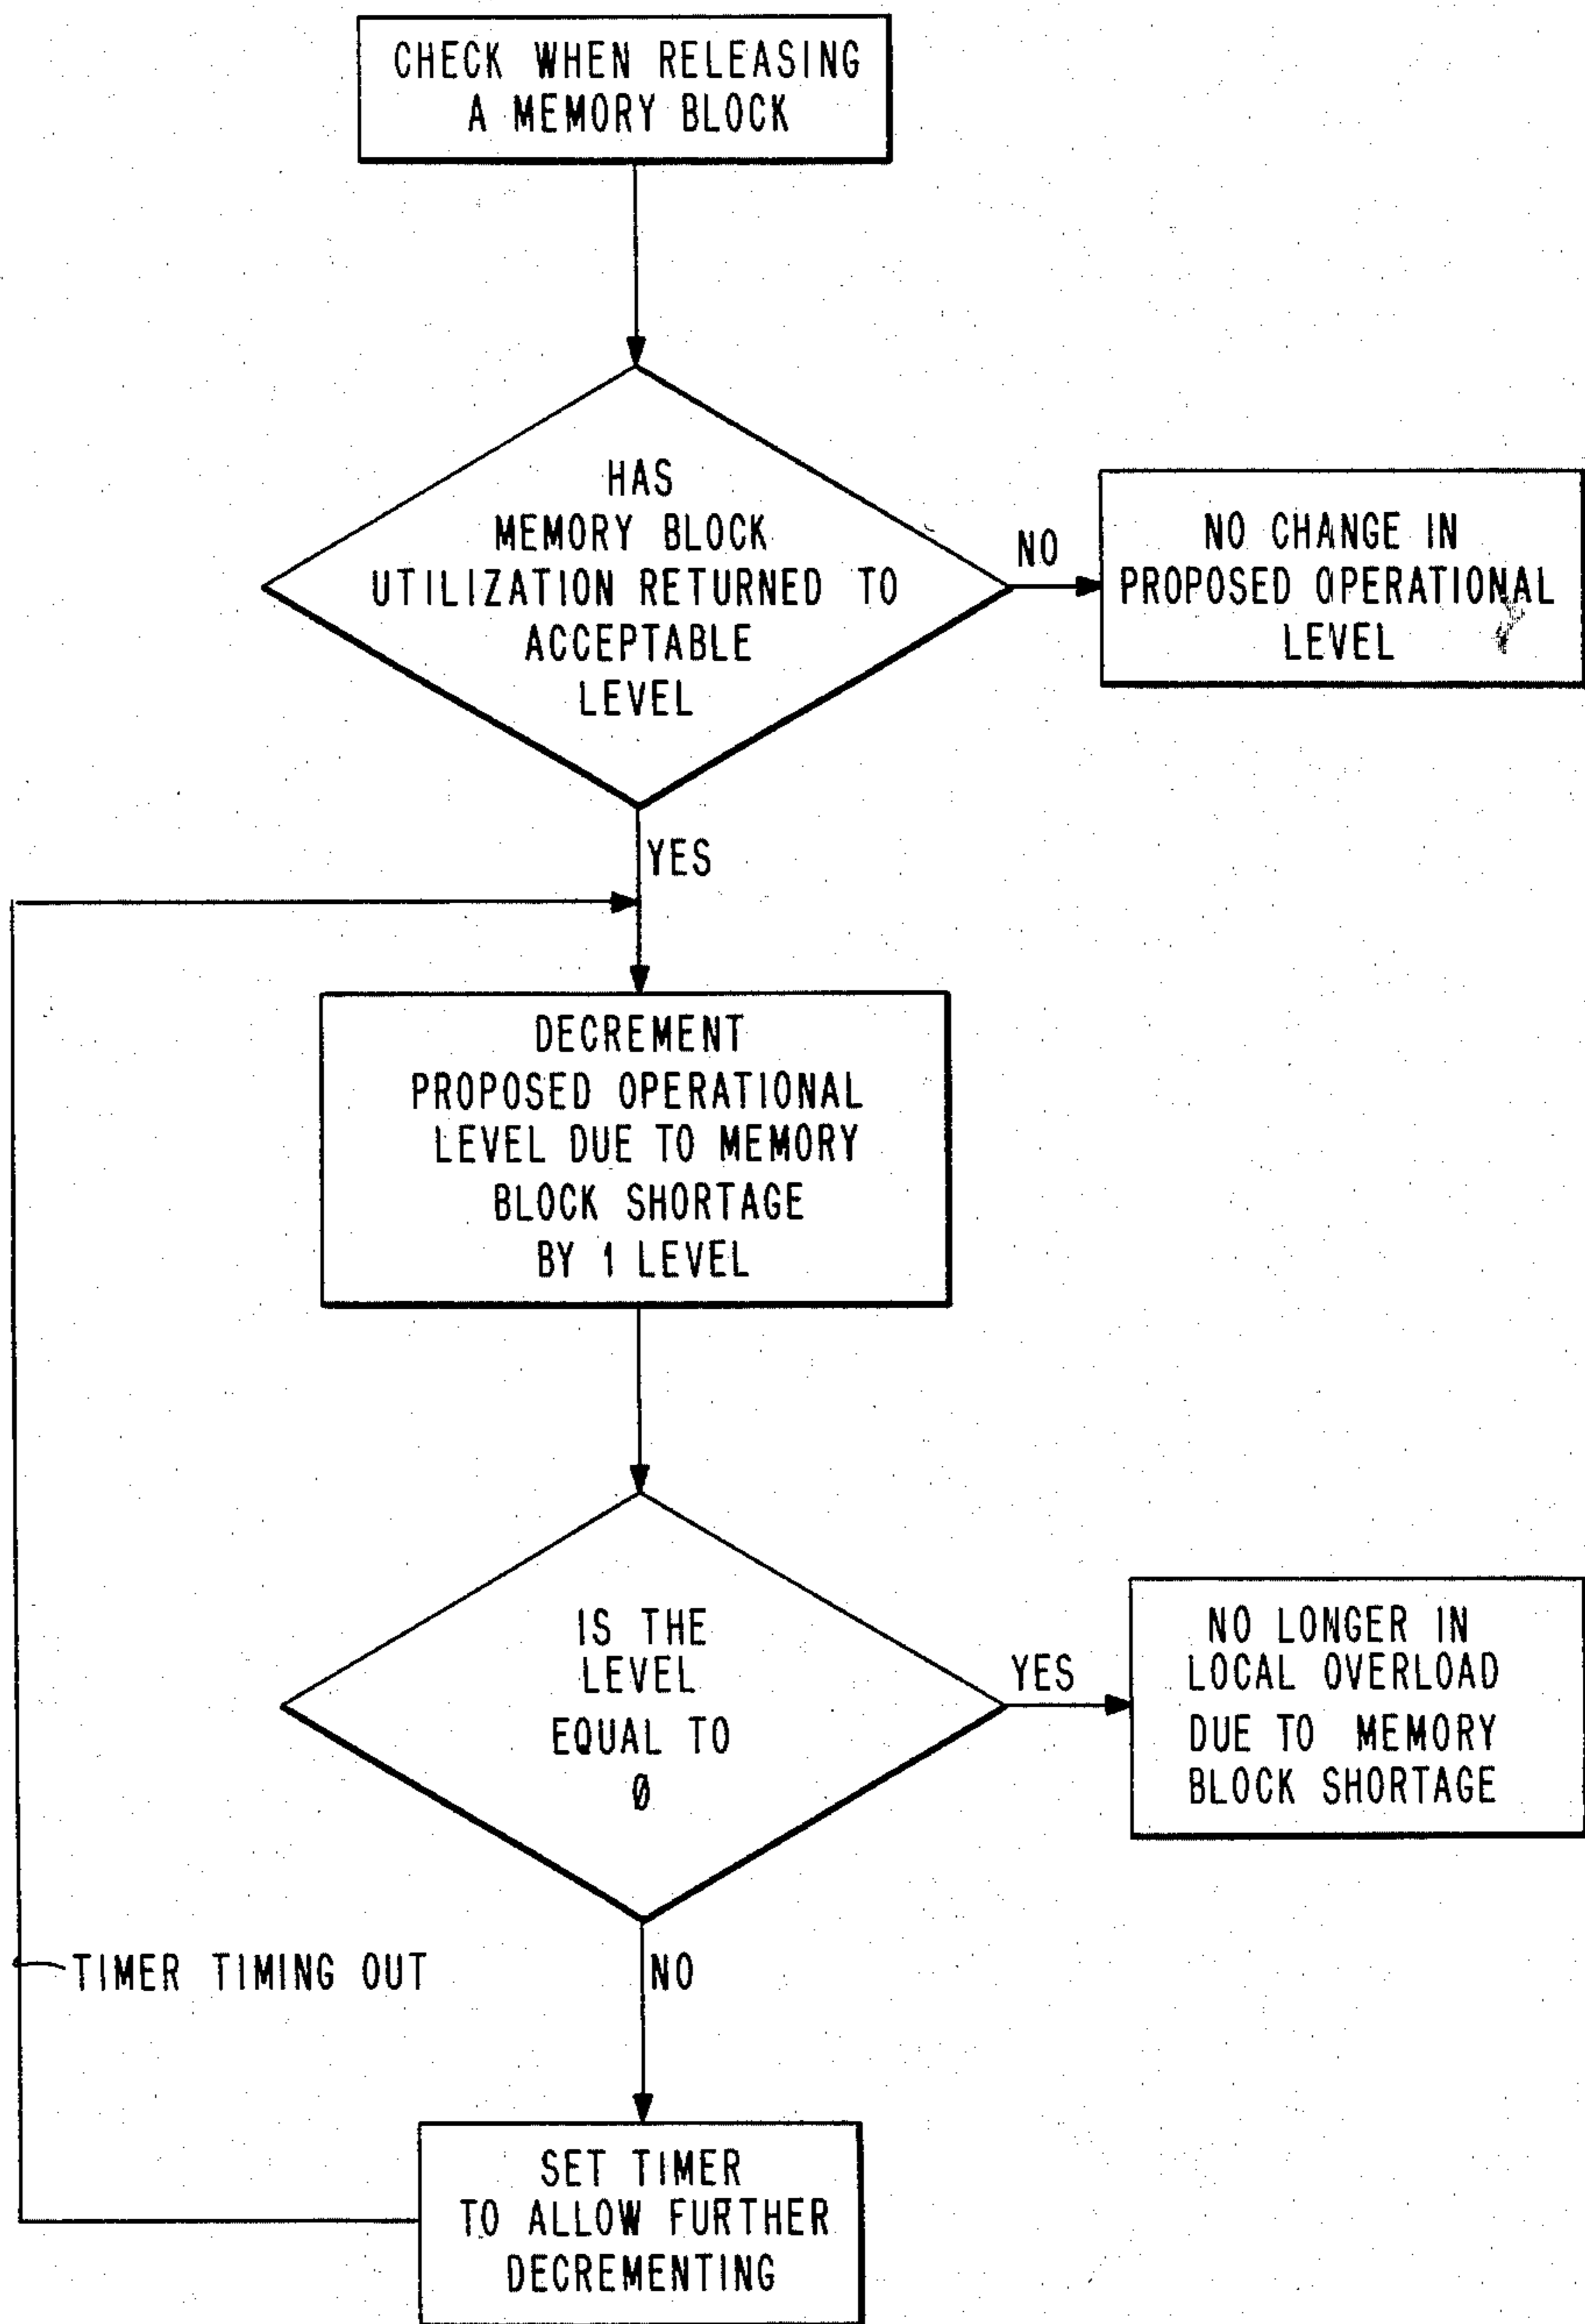 CHECK WHEN RELEASING
A MEMORY BLOCK
HAS
MEMORY BLOCK
UTILIZATION RETURNED TO
ACCEPTABLE
LEVEL
NO
NO CHANGE IN
PROPOSED OPERATIONAL
LEVEL
YES
DECREMENT
PROPOSED OPERATIONAL
LEVEL DUE TO MEMORY
BLOCK SHORTAGE
BY 1 LEVEL
IS THE
LEVEL
EQUAL TO
Ø
YES
NO LONGER IN
LOCAL OVERLOAD
DUE TO MEMORY
BLOCK SHORTAGE
TIMER TIMING OUT
NO
SET TIMER
TO ALLOW FURTHER
DECREMENTING